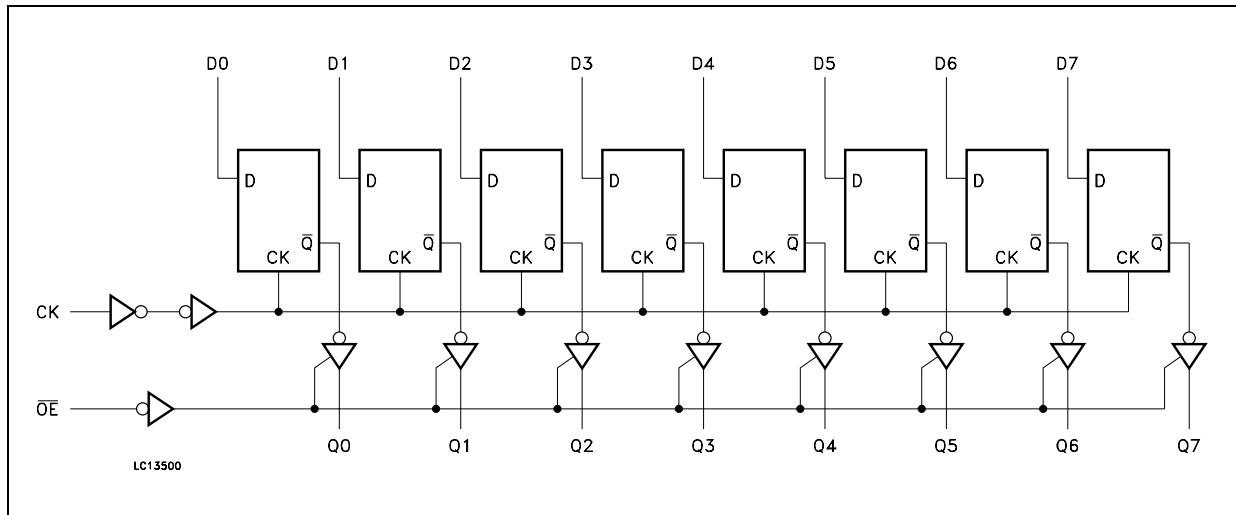 D0 D1 D2 D3 D4 D5 D6 D7
D D D D D D D D
Q̅ Q̅ Q̅ Q̅ Q̅ Q̅ Q̅ Q̅
CK CK CK CK CK CK CK CK
CK
O̅E̅
Q0 Q1 Q2 Q3 Q4 Q5 Q6 Q7
LC13500